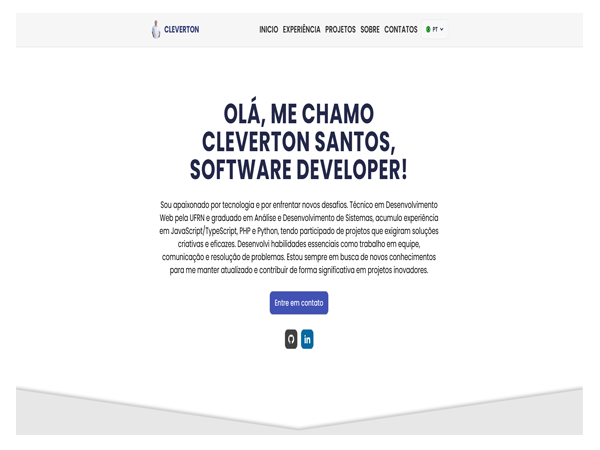 CLEVERTON
INICIO EXPERIÊNCIA PROJETOS SOBRE CONTATOS PT
OLÁ, ME CHAMO
CLEVERTON SANTOS,
SOFTWARE DEVELOPER!
Sou apaixonado por tecnologia e por enfrentar novos desafios. Técnico em Desenvolvimento
Web pela UFRN e graduado em Análise e Desenvolvimento de Sistemas, acumulo experiência
em JavaScript/TypeScript, PHP e Python, tendo participado de projetos que exigiram soluções
criativas e eficazes. Desenvolvi habilidades essenciais como trabalho em equipe,
comunicação e resolução de problemas. Estou sempre em busca de novos conhecimentos
para me manter atualizado e contribuir de forma significativa em projetos inovadores.
Entre em contato
in